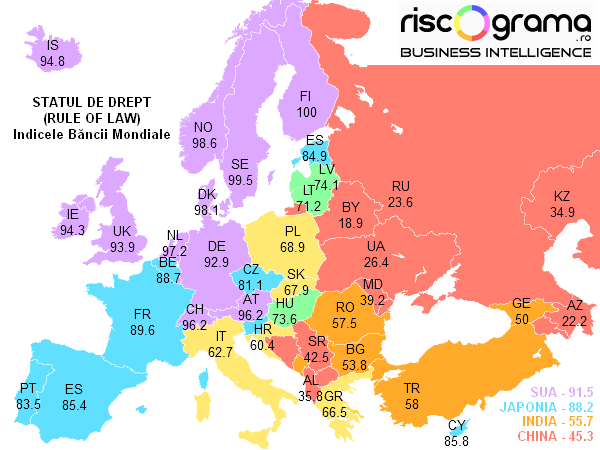 riscograma
.ro
BUSINESS INTELLIGENCE
STATUL DE DREPT
(RULE OF LAW)
Indicele Băncii Mondiale
IS
94.8
FI
100
NO
98.6
SE
99.5
ES
84.9
LV
74.1
LT
71.2
DK
98.1
RU
23.6
KZ
34.9
BY
18.9
IE
94.3
UK
93.9
NL
97.2
BE
88.7
DE
92.9
PL
68.9
CZ
81.1
SK
67.9
UA
26.4
MD
39.2
AT
96.2
CH
96.2
HU
73.6
FR
89.6
RO
57.5
GE
50
AZ
22.2
IT
62.7
HR
60.4
SR
42.5
BG
53.8
AL
35.8
GR
66.5
TR
58
PT
83.5
ES
85.4
CY
85.8
SUA - 91.5
JAPONIA - 88.2
INDIA - 55.7
CHINA - 45.3